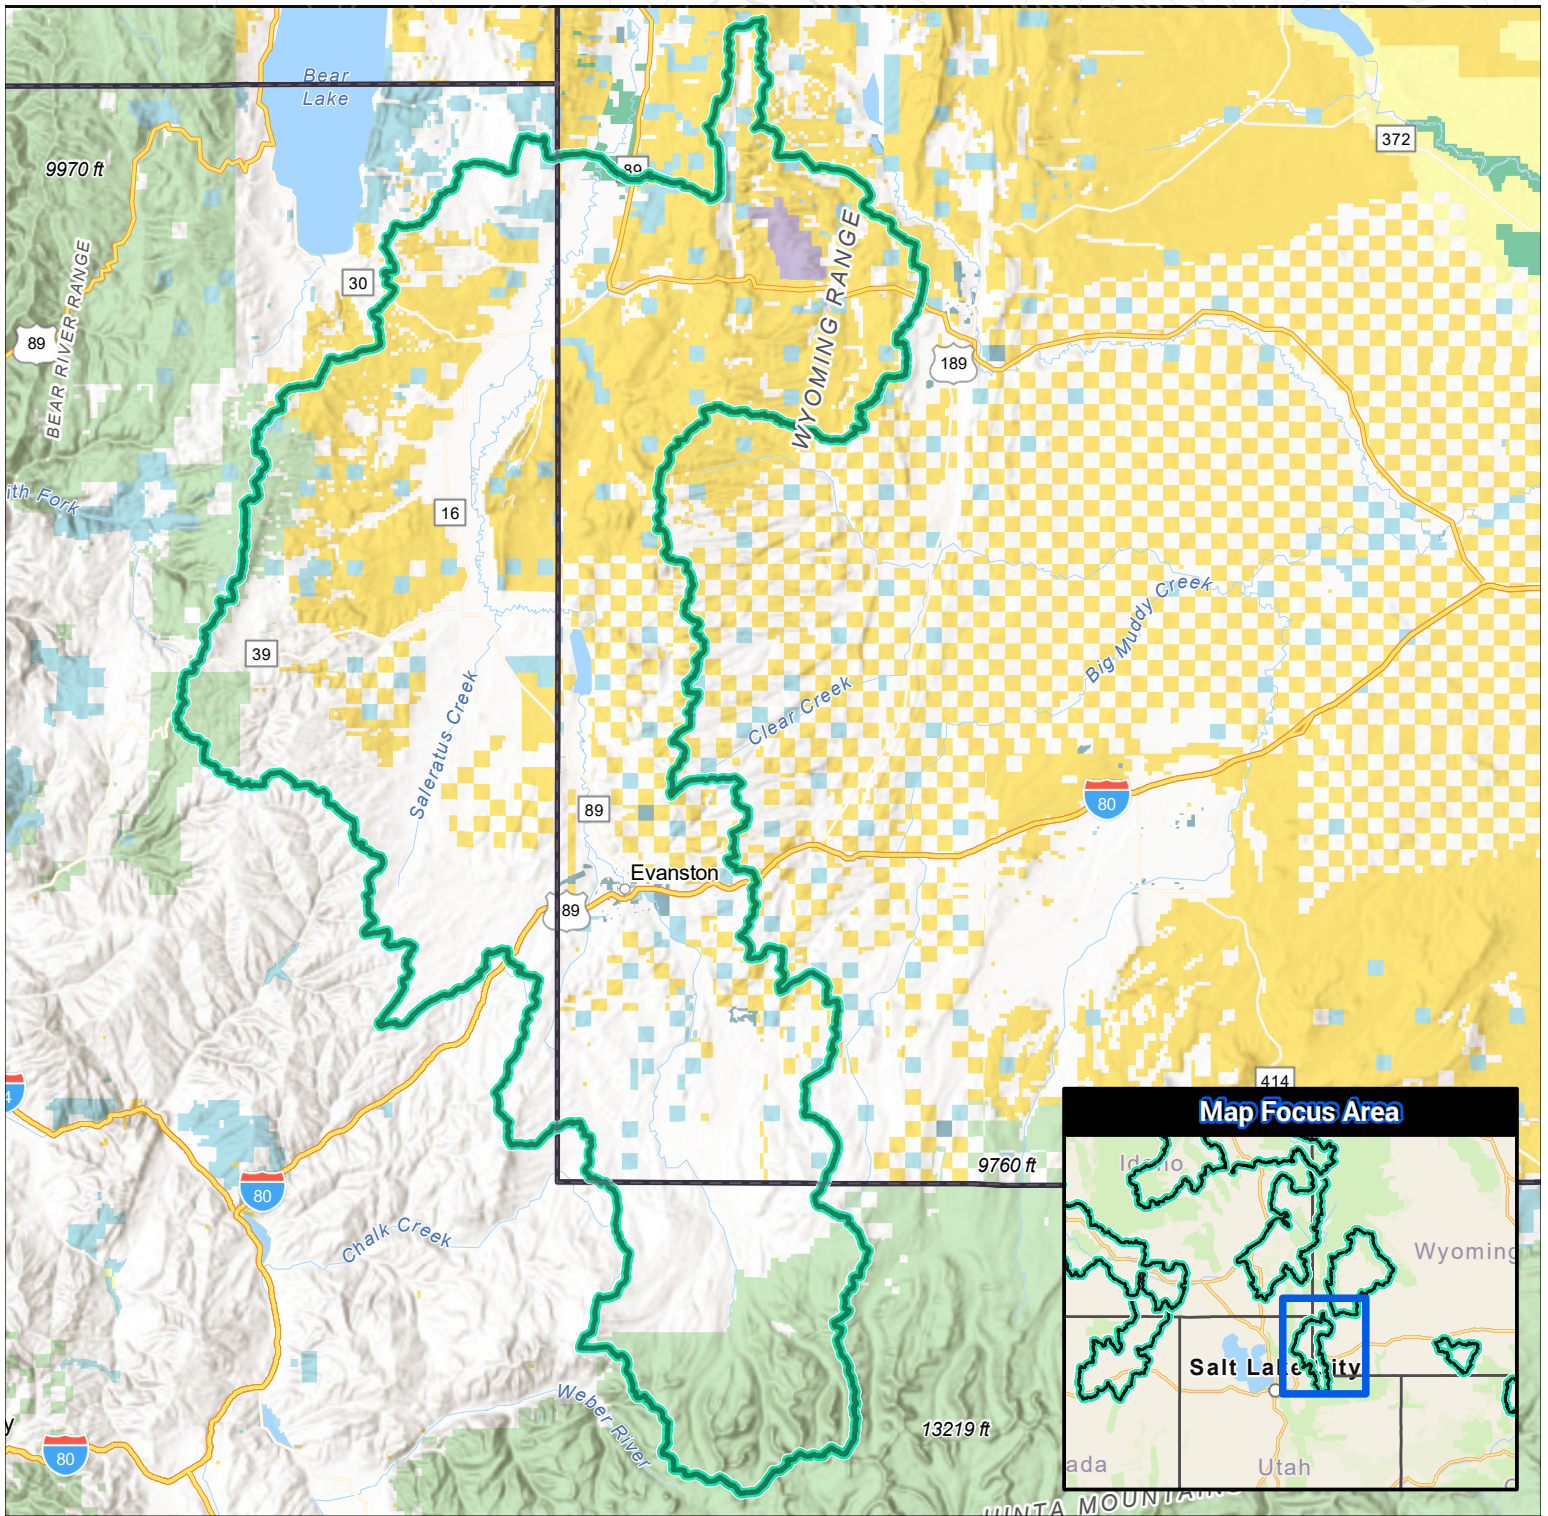 Bear
Lake
9970 ft
372
89
BEAR RIVER RANGE
WYOMING RANGE
30
89
189
ith Fork
16
Big Muddy Creek
39
Saleratus Creek
Clear Creek
89
80
Evanston
89
4
80
Chalk Creek
9760 ft
414
Weber River
13219 ft
y
80
UINTA MOUNTAINS
Map Focus Area
Idaho
Wyoming
Salt Lake City
ada
Utah